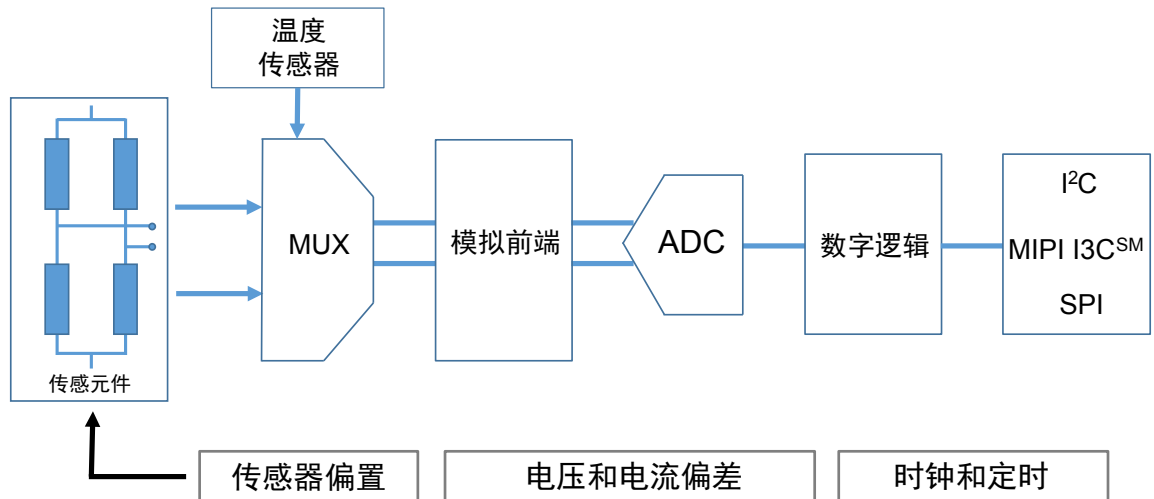 温度
传感器
传感元件
MUX
模拟前端
ADC
数字逻辑
I²C
MIPI I3C^SM
SPI
传感器偏置
电压和电流偏差
时钟和定时